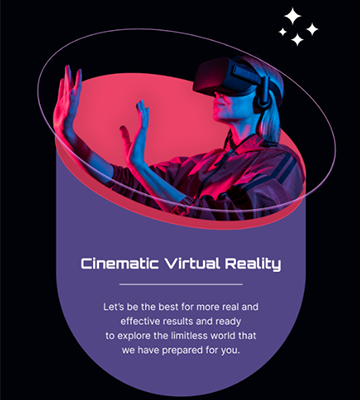 Cinematic Virtual Reality
Let's be the best for more real and
effective results and ready
to explore the limitless world that
we have prepared for you.